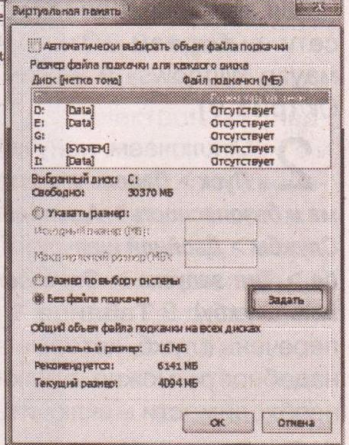 Виртуальная память
Автоматически выбирать объем файла подкачки
Размер файла подкачки для каждого диска
Диск [метка тома] Файл подкачки (МБ)
D: [Data] Отсутствует
E: [Data] Отсутствует
G: Отсутствует
H: [SYSTEM] Отсутствует
I: [Data] Отсутствует
Выбранный диск: C:
Свободно: 30370 МБ
Указать размер:
Исходный размер (МБ):
Максимальный размер (МБ):
Размер по выбору системы
Без файла подкачки
Задать
Общий объем файла подкачки на всех дисках
Минимальный размер: 16 МБ
Рекомендуется: 6141 МБ
Текущий размер: 4094 МБ
ОК Отмена